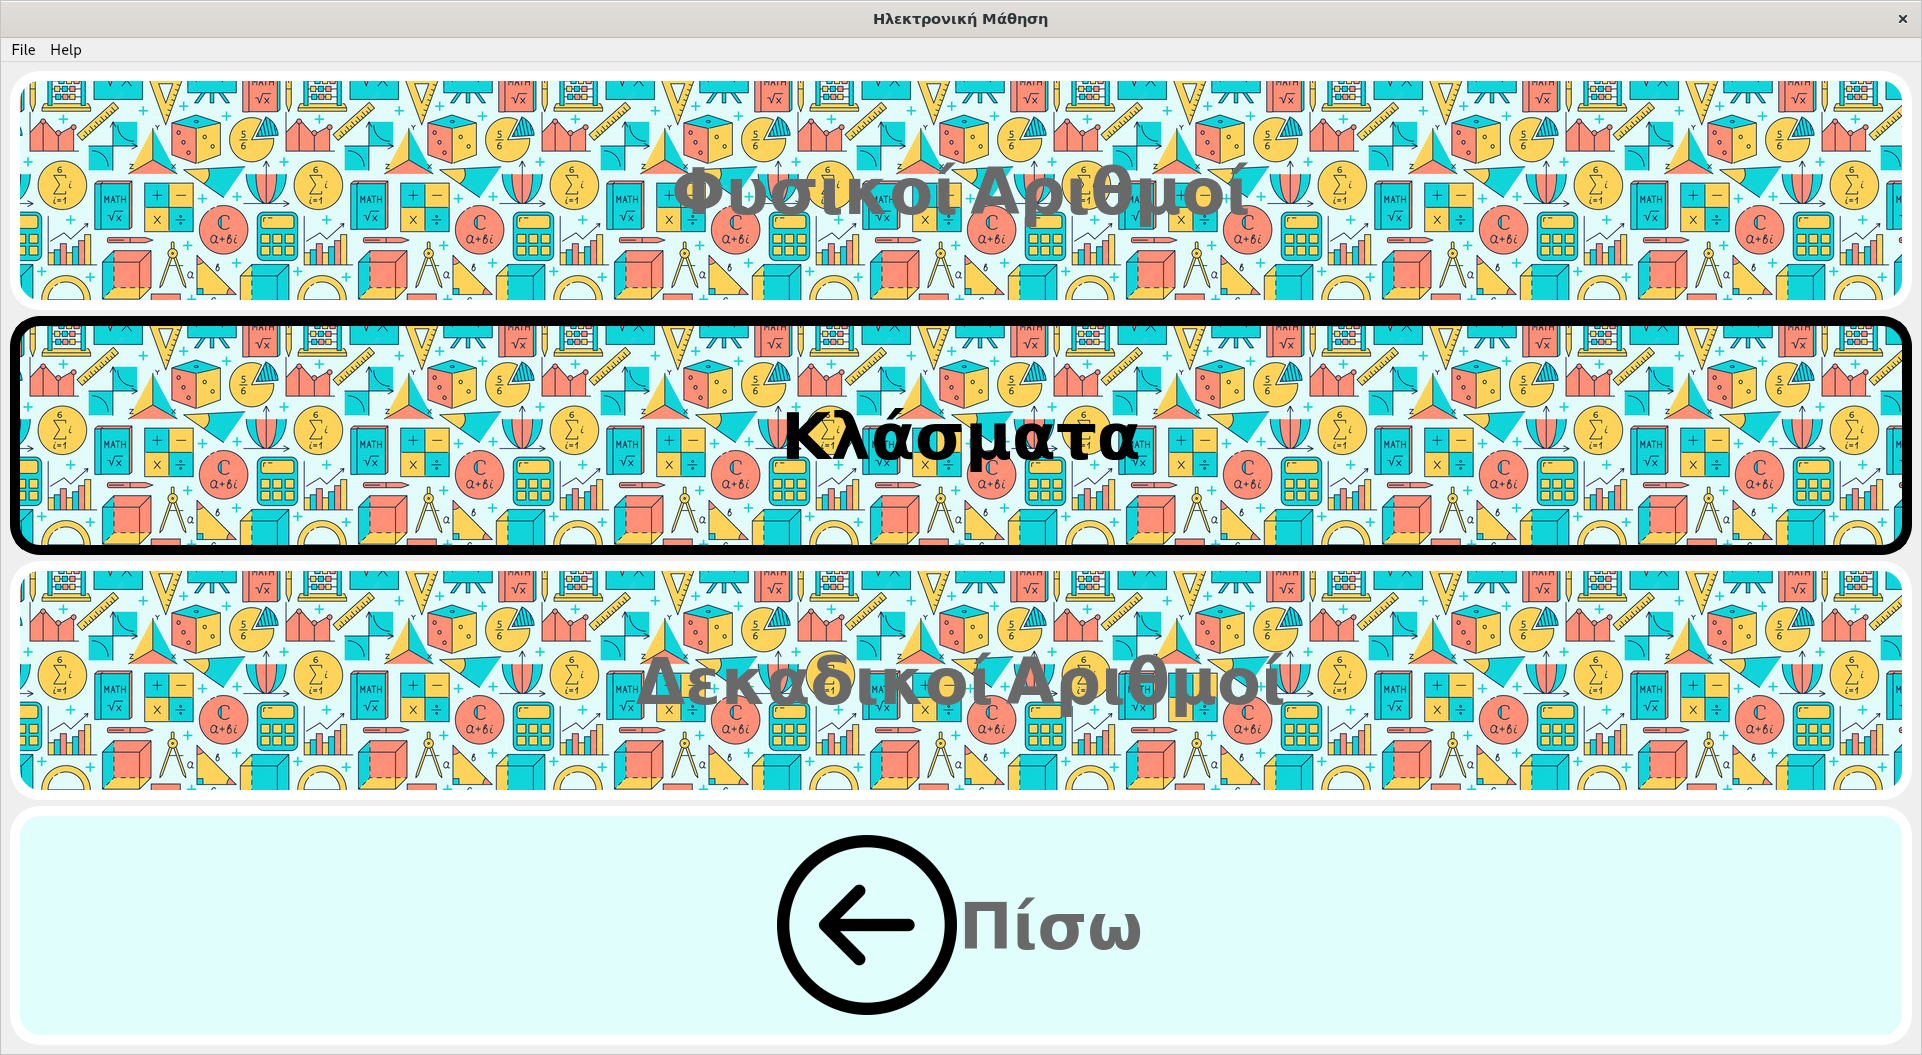 Ηλεκτρονική Μάθηση
File Help
Φυσικοί Αριθμοί
Κλάσματα
Δεκαδικοί Αριθμοί
Πίσω